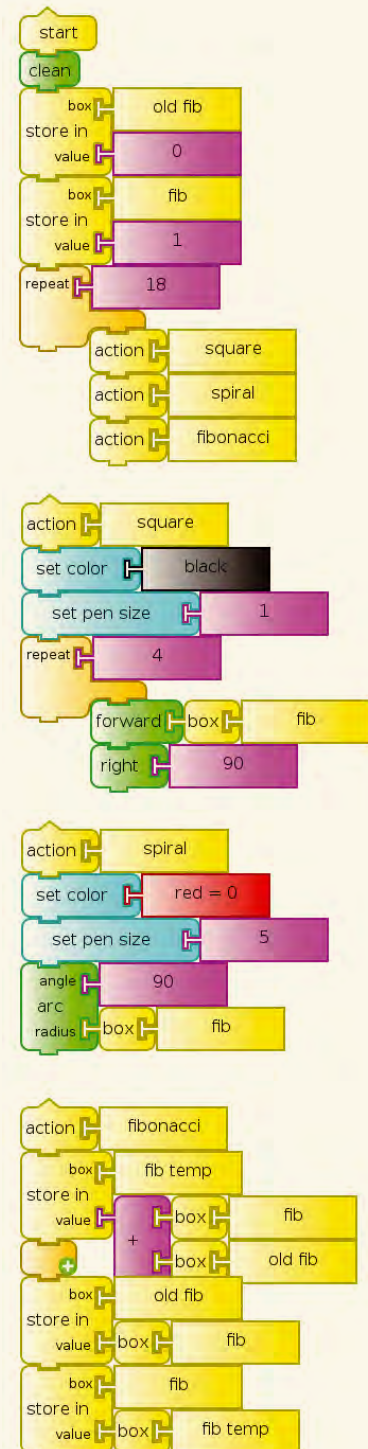 start
clean
box old fib
store in
value 0
box fib
store in
value 1
repeat 18
action square
action spiral
action fibonacci
action square
set color black
set pen size 1
repeat 4
forward box fib
right 90
action spiral
set color red = 0
set pen size 5
angle 90
arc
radius box fib
action fibonacci
box fib temp
store in
value + box fib
box old fib
+
box old fib
store in
value box fib
box fib
store in
value box fib temp